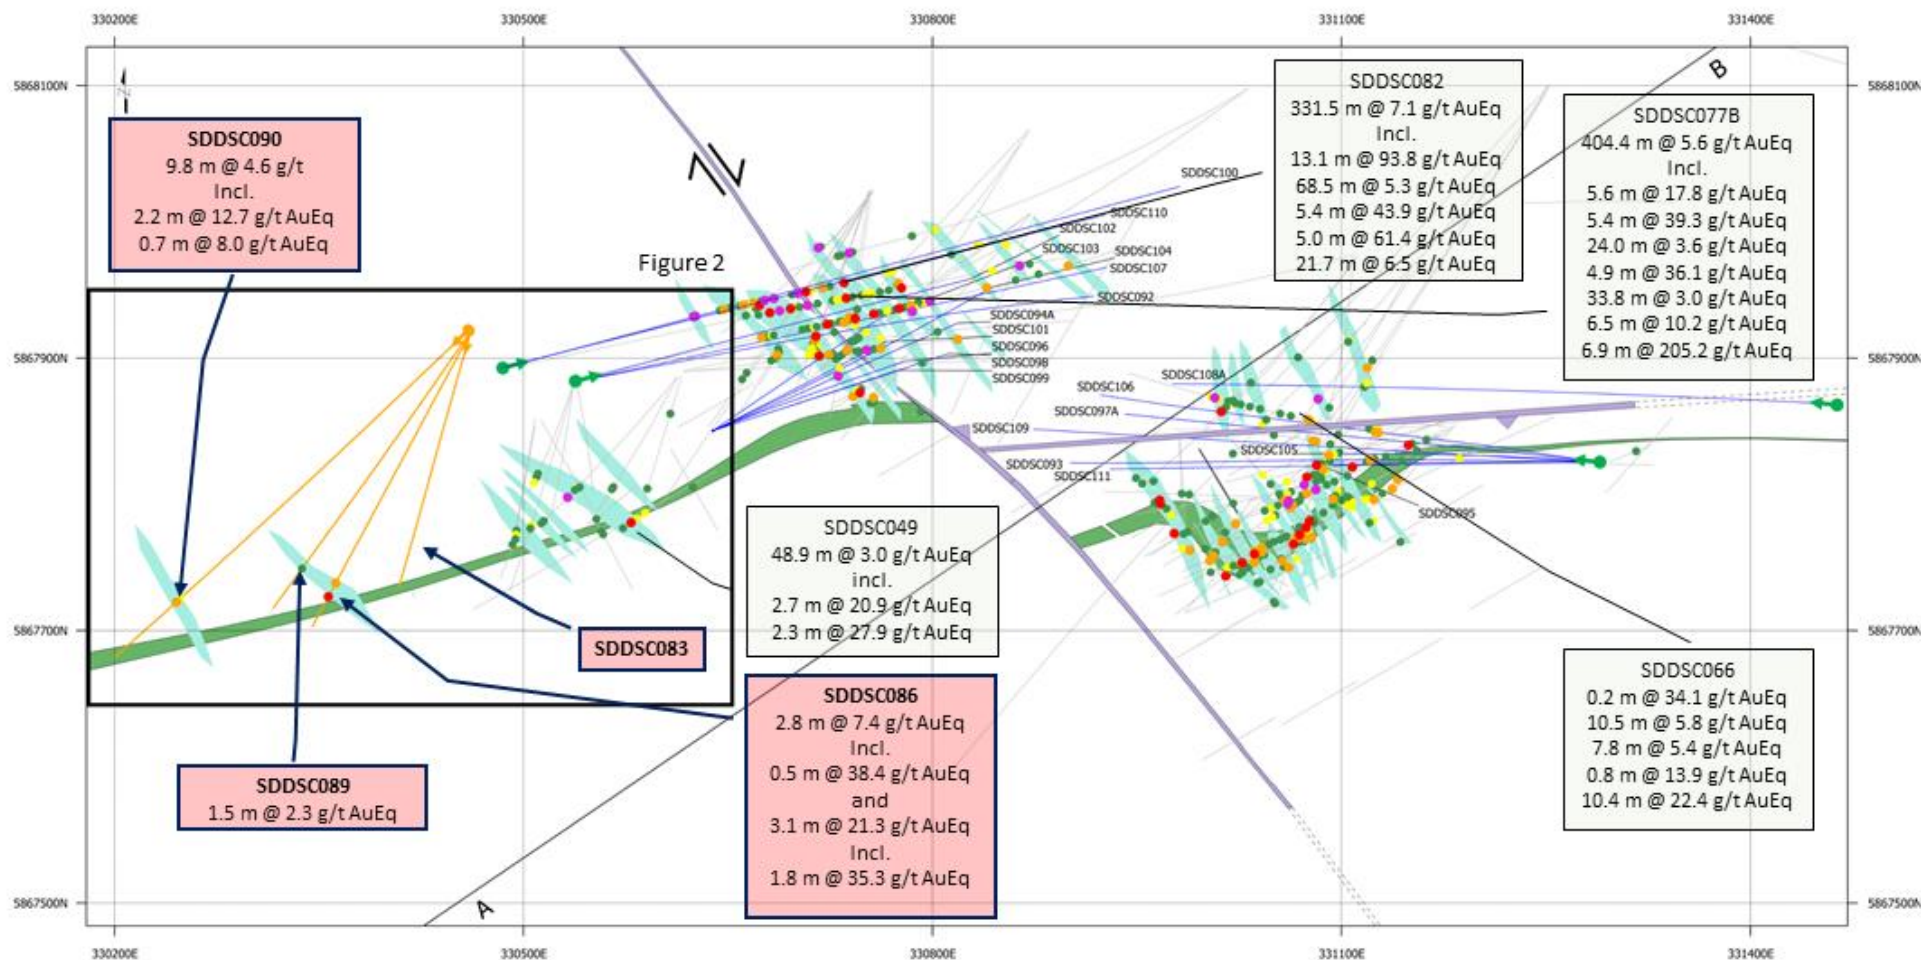 330200E
330500E
330800E
331100E
331400E
5868100N
5868100N
B
SDDSC090
9.8 m @ 4.6 g/t
Incl.
2.2 m @ 12.7 g/t AuEq
0.7 m @ 8.0 g/t AuEq
SDDSC082
331.5 m @ 7.1 g/t AuEq
Incl.
13.1 m @ 93.8 g/t AuEq
68.5 m @ 5.3 g/t AuEq
5.4 m @ 43.9 g/t AuEq
5.0 m @ 61.4 g/t AuEq
21.7 m @ 6.5 g/t AuEq
SDDSC077B
404.4 m @ 5.6 g/t AuEq
Incl.
5.6 m @ 17.8 g/t AuEq
5.4 m @ 39.3 g/t AuEq
24.0 m @ 3.6 g/t AuEq
4.9 m @ 36.1 g/t AuEq
33.8 m @ 3.0 g/t AuEq
6.5 m @ 10.2 g/t AuEq
6.9 m @ 205.2 g/t AuEq
Figure 2
SDDSC100
SDDSC110
SDDSC102
SDDSC103
SDDSC104
SDDSC107
SDDSC092
SDDSC094A
SDDSC101
SDDSC096
SDDSC098
SDDSC099
5867900N
5867900N
SDDSC108A
SDDSC106
SDDSC097A
SDDSC109
SDDSC105
SDDSC093
SDDSC111
SDDSC095
SDDSC049
48.9 m @ 3.0 g/t AuEq
incl.
2.7 m @ 20.9 g/t AuEq
2.3 m @ 27.9 g/t AuEq
5867700N
5867700N
SDDSC083
SDDSC086
2.8 m @ 7.4 g/t AuEq
Incl.
0.5 m @ 38.4 g/t AuEq
and
3.1 m @ 21.3 g/t AuEq
Incl.
1.8 m @ 35.3 g/t AuEq
SDDSC066
0.2 m @ 34.1 g/t AuEq
10.5 m @ 5.8 g/t AuEq
7.8 m @ 5.4 g/t AuEq
0.8 m @ 13.9 g/t AuEq
10.4 m @ 22.4 g/t AuEq
SDDSC089
1.5 m @ 2.3 g/t AuEq
A
5867500N
5867500N
330200E
330500E
330800E
331100E
331400E